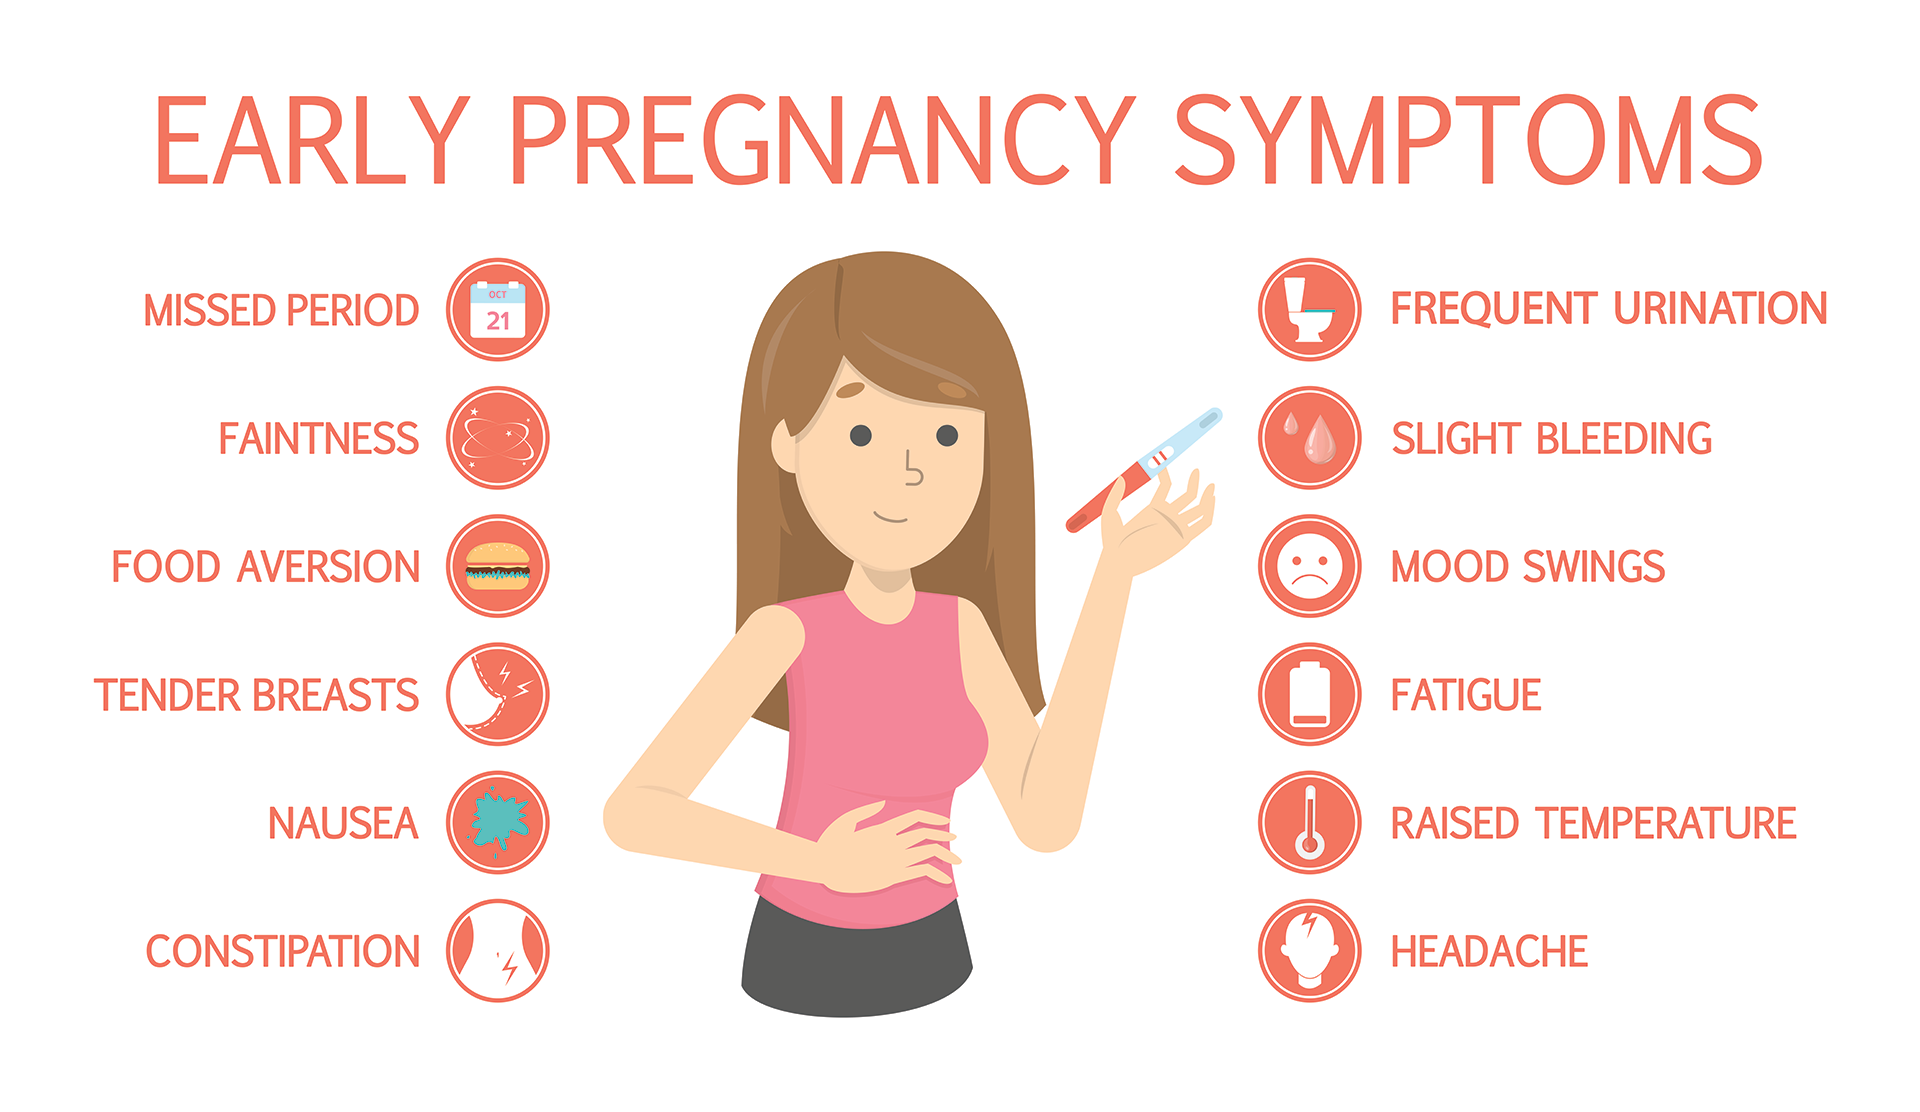 EARLY PREGNANCY SYMPTOMS
MISSED PERIOD
OCT
21
FAINTNESS
FOOD AVERSION
TENDER BREASTS
NAUSEA
CONSTIPATION
FREQUENT URINATION
SLIGHT BLEEDING
MOOD SWINGS
FATIGUE
RAISED TEMPERATURE
HEADACHE